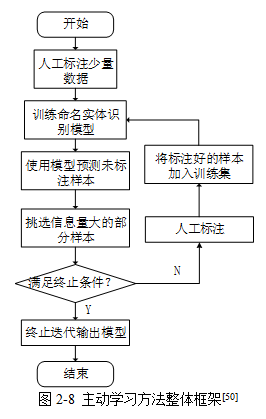 开始
人工标注少量
数据
训练命名实体识
别模型
使用模型预测未标
注样本
挑选信息量大的部
分样本
满足终止条件？
N
人工标注
将标注好的样本
加入训练集
Y
终止迭代输出模型
结束
图 2-8 主动学习方法整体框架[50]